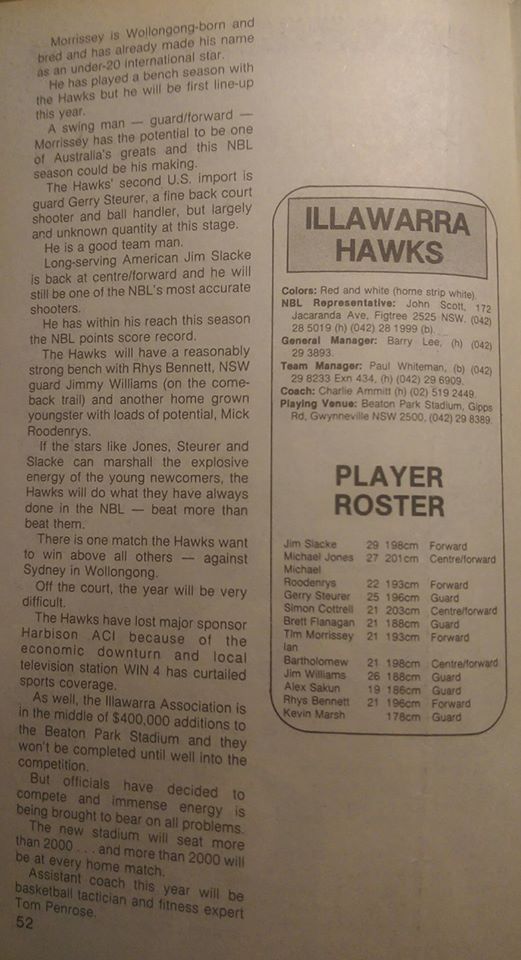 Morrissey is Wollongong-born and
bred and has already made his name
as an under-20 international star.
He has played a bench season with
the Hawks but he will be first line-up
this year.
A swing man — guard/forward —
Morrissey has the potential to be one
of Australia's greats and this NBL
season could be his making.
The Hawks' second U.S. import is
guard Gerry Steurer, a fine back court
shooter and ball handler, but largely
and unknown quantity at this stage.
He is a good team man.
Long-serving American Jim Slacke
is back at centre/forward and he will
still be one of the NBL's most accurate
shooters.
He has within his reach this season
the NBL points score record.
The Hawks will have a reasonably
strong bench with Rhys Bennett, NSW
guard Jimmy Williams (on the come-
back trail) and another home grown
youngster with loads of potential, Mick
Roodenrys.
If the stars like Jones, Steurer and
Slacke can marshall the explosive
energy of the young newcomers, the
Hawks will do what they have always
done in the NBL — beat more than
beat them.
There is one match the Hawks want
to win above all others — against
Sydney in Wollongong.
Off the court, the year will be very
difficult.
The Hawks have lost major sponsor
Harbison ACI because of the
economic downturn and local
television station WIN 4 has curtailed
sports coverage.
As well, the Illawarra Association is
in the middle of $400,000 additions to
the Beaton Park Stadium and they
won't be completed until well into the
competition.
But officials have decided to
compete and immense energy is
being brought to bear on all problems.
The new stadium will seat more
than 2000 . . . and more than 2000 will
be at every home match.
Assistant coach this year will be
basketball tactician and fitness expert
Tom Penrose.
52
ILLAWARRA
HAWKS
Colors: Red and white (home strip white).
NBL Representative: John Scott, 172
Jacaranda Ave, Figtree 2525 NSW. (042)
28 5019 (h) (042) 28 1999 (b).
General Manager: Barry Lee, (h) (042)
29 3893.
Team Manager: Paul Whiteman, (b) (042)
29 8233 Exn 434, (h) (042) 29 6909.
Coach: Charlie Ammitt (h) (02) 519 2449.
Playing Venue: Beaton Park Stadium, Gipps
Rd, Gwynneville NSW 2500, (042) 29 8389.
PLAYER
ROSTER
Jim Slacke 29 198cm Forward
Michael Jones 27 201cm Centre/forward
Michael
Roodenrys 22 193cm Forward
Gerry Steurer 25 196cm Guard
Simon Cottrell 21 203cm Centre/forward
Brett Flanagan 21 188cm Guard
Tim Morrissey 21 193cm Forward
Ian
Bartholomew 21 198cm Centre/forward
Jim Williams 26 188cm Guard
Alex Sakun 19 186cm Guard
Rhys Bennett 21 196cm Forward
Kevin Marsh 178cm Guard